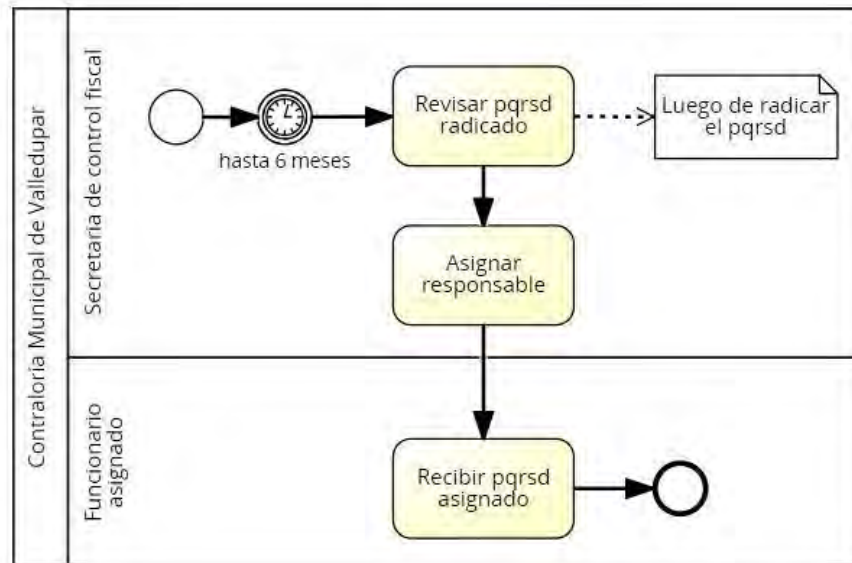 Contraloria Municipal de Valledupar
Secretaria de control fiscal
hasta 6 meses
Revisar pqrsd
radicado
Luego de radicar
el pqrsd
Asignar
responsable
Funcionario
asignado
Recibir pqrsd
asignado